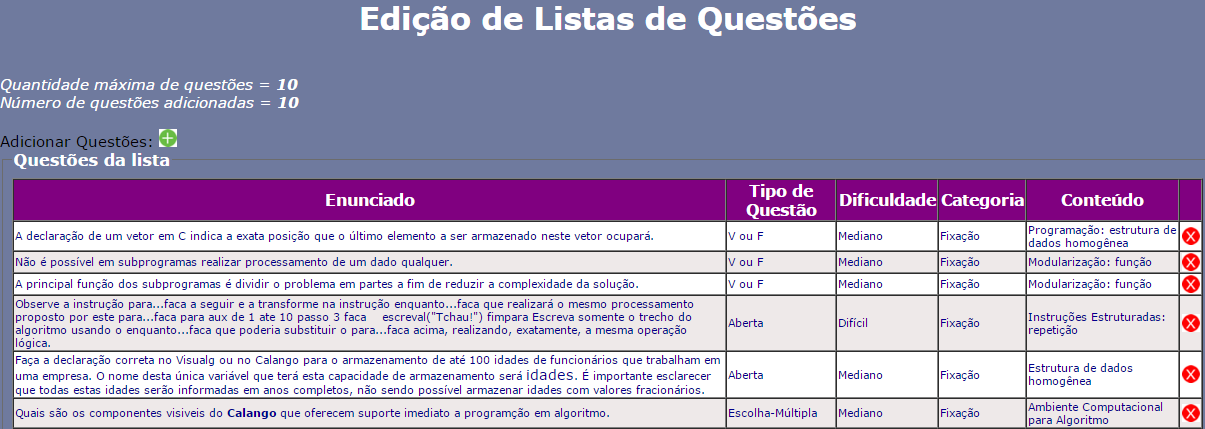 Edição de Listas de Questões
Quantidade máxima de questões = 10
Número de questões adicionadas = 10
Adicionar Questões:
Questões da lista
Enunciado Tipo de Questão Dificuldade Categoria Conteúdo
A declaração de um vetor em C indica a exata posição que o último elemento a ser armazenado neste vetor ocupará. V ou F Mediano Fixação Programação: estrutura de dados homogênea X
Não é possível em subprogramas realizar processamento de um dado qualquer. V ou F Mediano Fixação Modularização: função X
A principal função dos subprogramas é dividir o problema em partes a fim de reduzir a complexidade da solução. V ou F Mediano Fixação Modularização: função X
Observe a instrução para...faca a seguir e a transforme na instrução enquanto...faca que realizará o mesmo processamento
proposto por este para...faca para aux de 1 ate 10 passo 3 faca escreval("Tchau!") fimpara Escreva somente o trecho do
algoritmo usando o enquanto...faca que poderia substituir o para...faca acima, realizando, exatamente, a mesma operação
lógica. Aberta Difícil Fixação Instruções Estruturadas: repetição X
Faça a declaração correta no Visualg ou no Calango para o armazenamento de até 100 idades de funcionários que trabalham em
uma empresa. O nome desta única variável que terá esta capacidade de armazenamento será idades. É importante esclarecer
que todas estas idades serão informadas em anos completos, não sendo possível armazenar idades com valores fracionários. Aberta Mediano Fixação Estrutura de dados homogênea X
Quais são os componentes visiveis do Calango que oferecem suporte imediato a programção em algoritmo. Escolha-Múltipla Mediano Fixação Ambiente Computacional para Algoritmo X